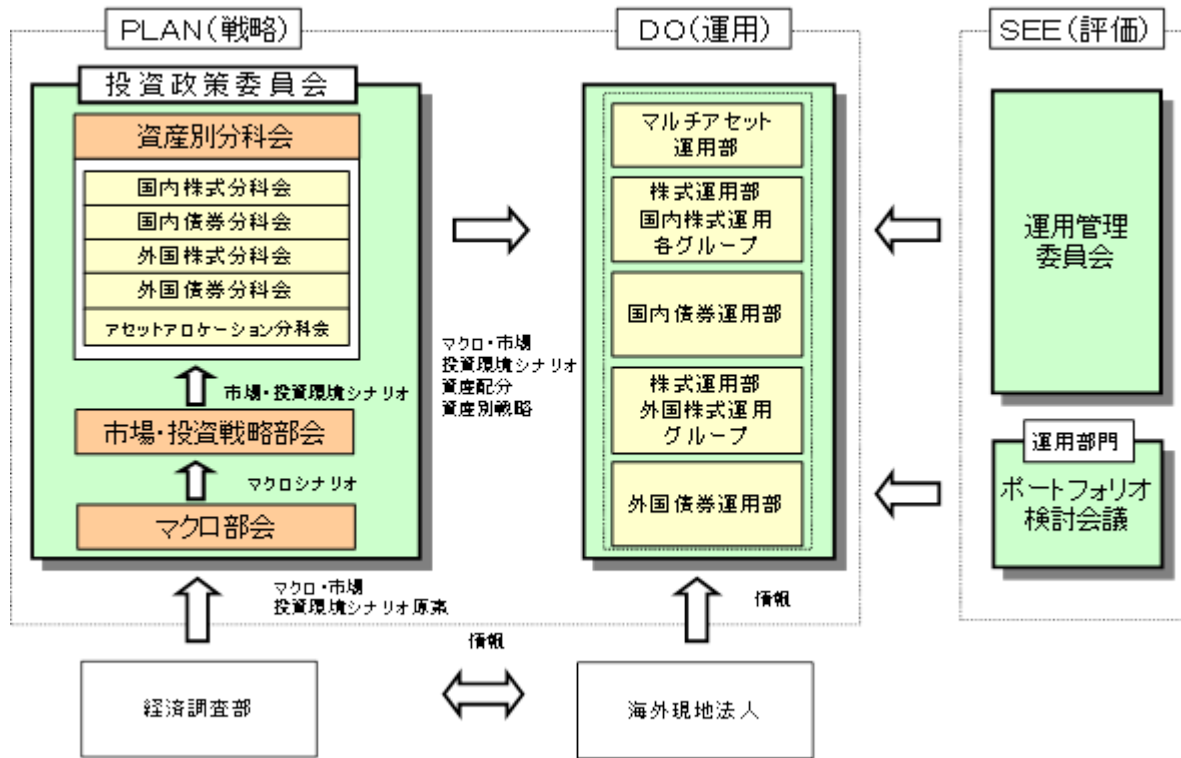 PLAN(戦略)
投資政策委員会
資産別分科会
国内株式分科会
国内債券分科会
外国株式分科会
外国債券分科会
アセットアロケーション分科会
市場・投資環境シナリオ
市場・投資戦略部会
マクロシナリオ
マクロ部会
マクロ・市場
投資環境シナリオ原案
経済調査部
マクロ・市場
投資環境シナリオ
資産配分
資産別戦略
情報
DO(運用)
マルチアセット
運用部
株式運用部
国内株式運用
各グループ
国内債券運用部
株式運用部
外国株式運用
グループ
外国債券運用部
情報
海外現地法人
SEE(評価)
運用管理
委員会
運用部門
ポートフォリオ
検討会議